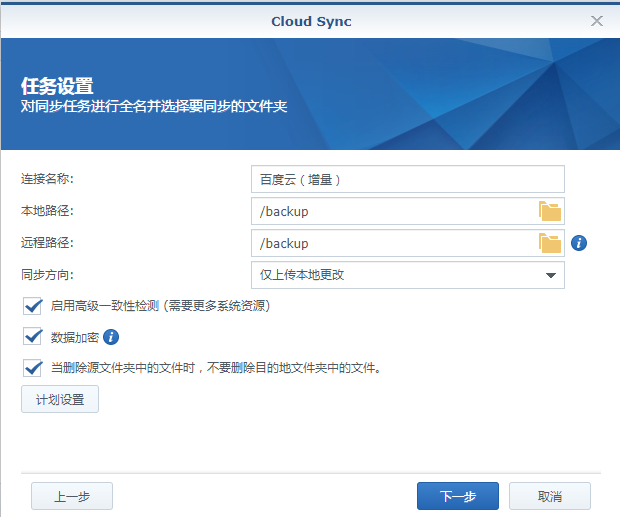 Cloud Sync
任务设置
对同步任务进行全名并选择要同步的文件夹
连接名称: 百度云（增量）
本地路径: /backup
远程路径: /backup
同步方向: 仅上传本地更改
启用高级一致性检测 (需要更多系统资源)
数据加密
当删除源文件夹中的文件时，不要删除目的地文件夹中的文件。
计划设置
上一步 下一步 取消